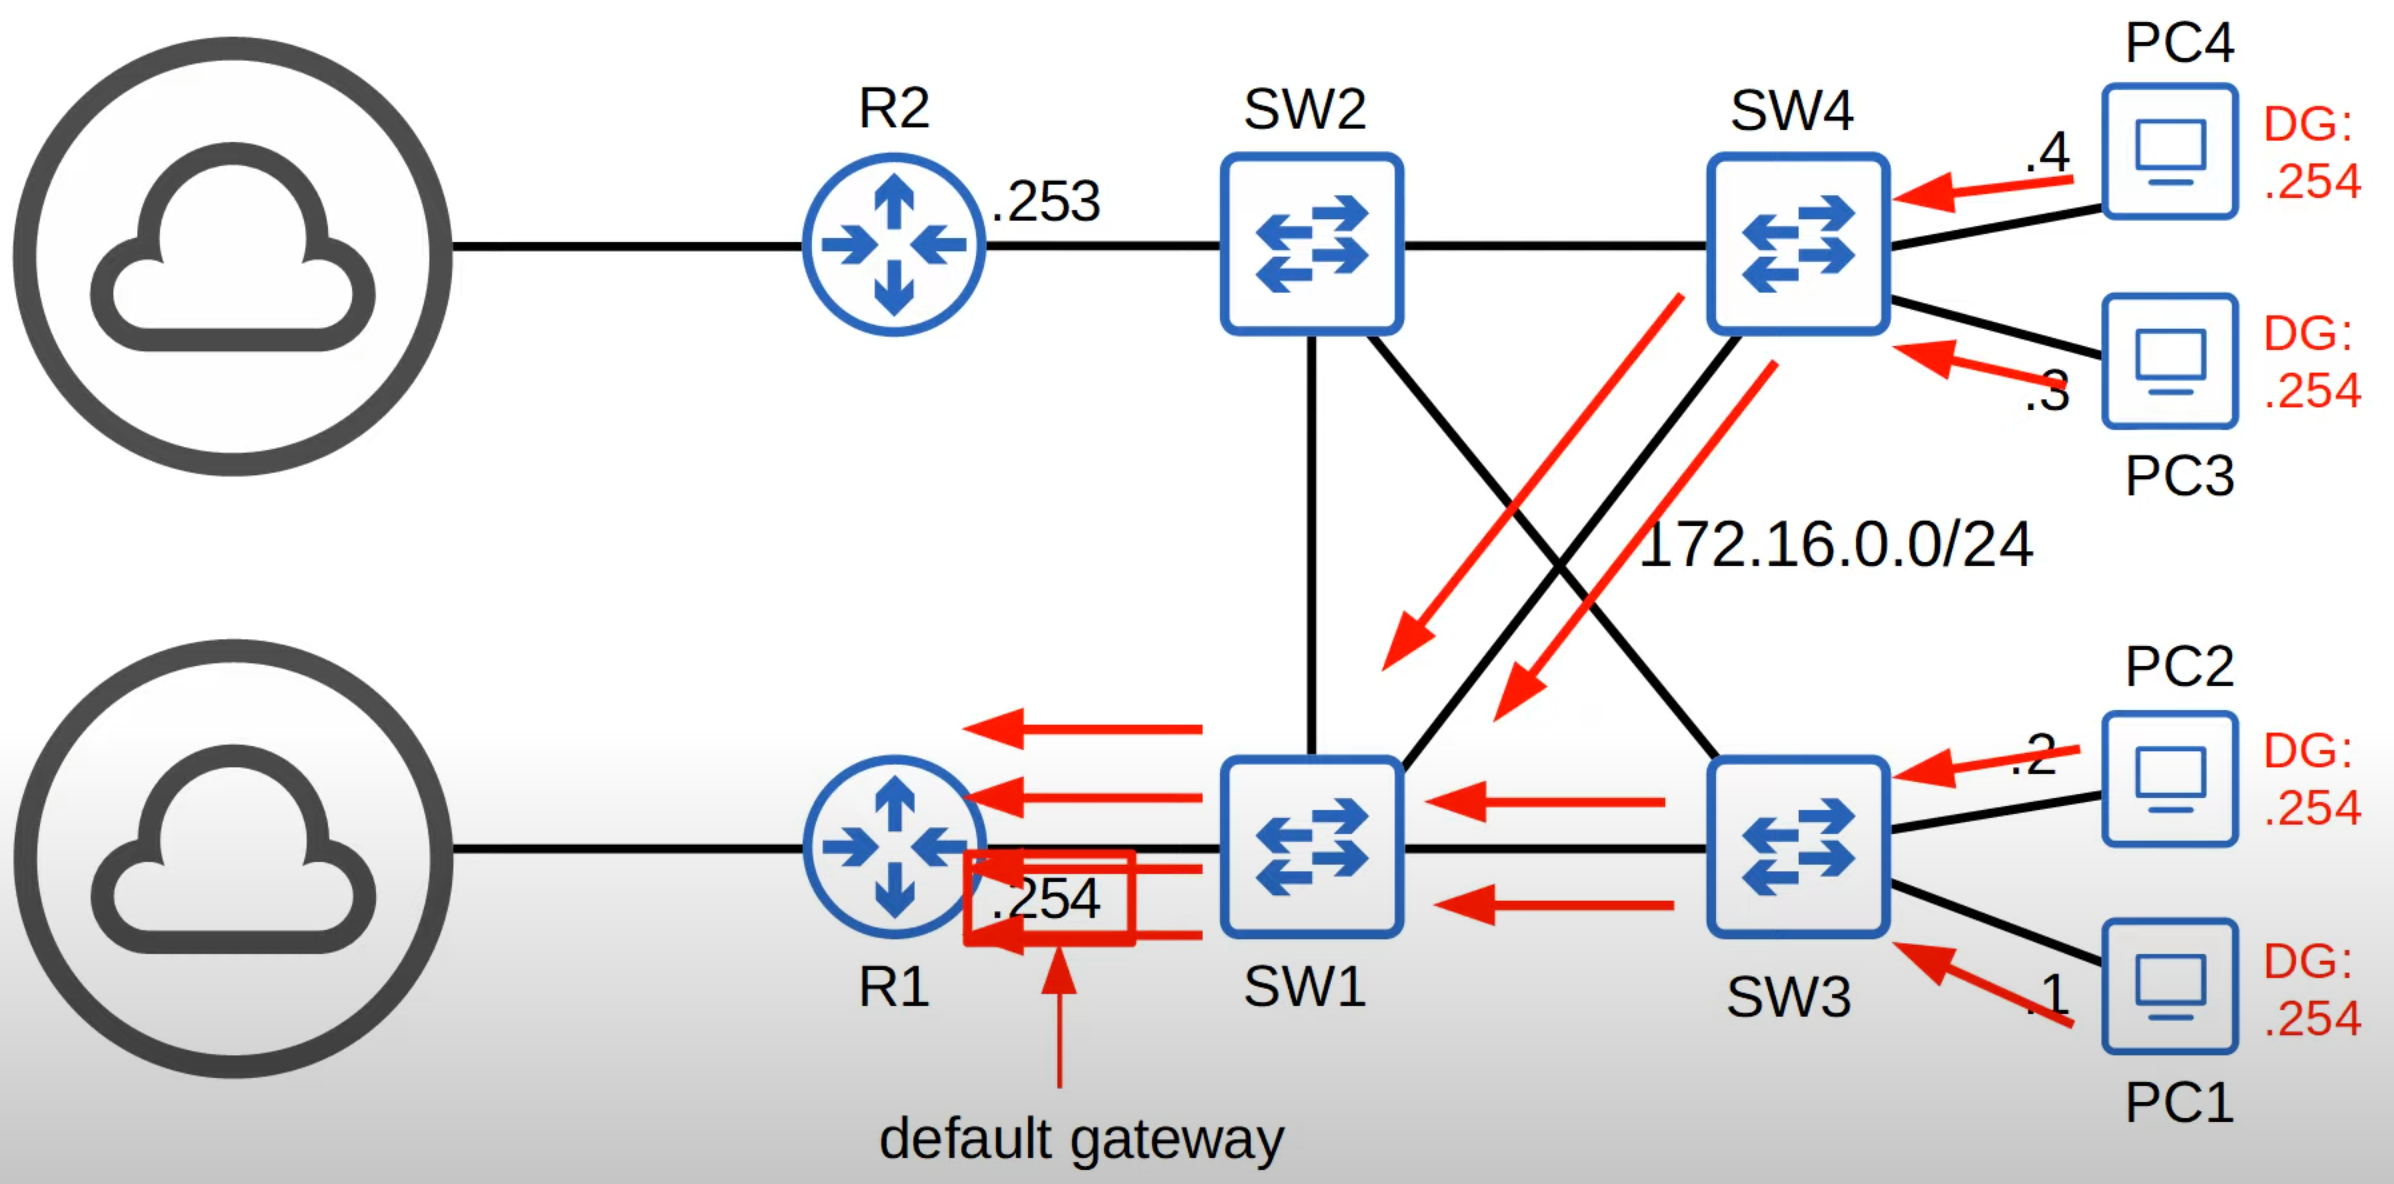 PC4
R2
SW2
SW4
DG:
.254
.4
.253
DG:
.254
.3
PC3
172.16.0.0/24
PC2
.2
DG:
.254
.254
DG:
.254
.1
R1
SW1
SW3
PC1
default gateway